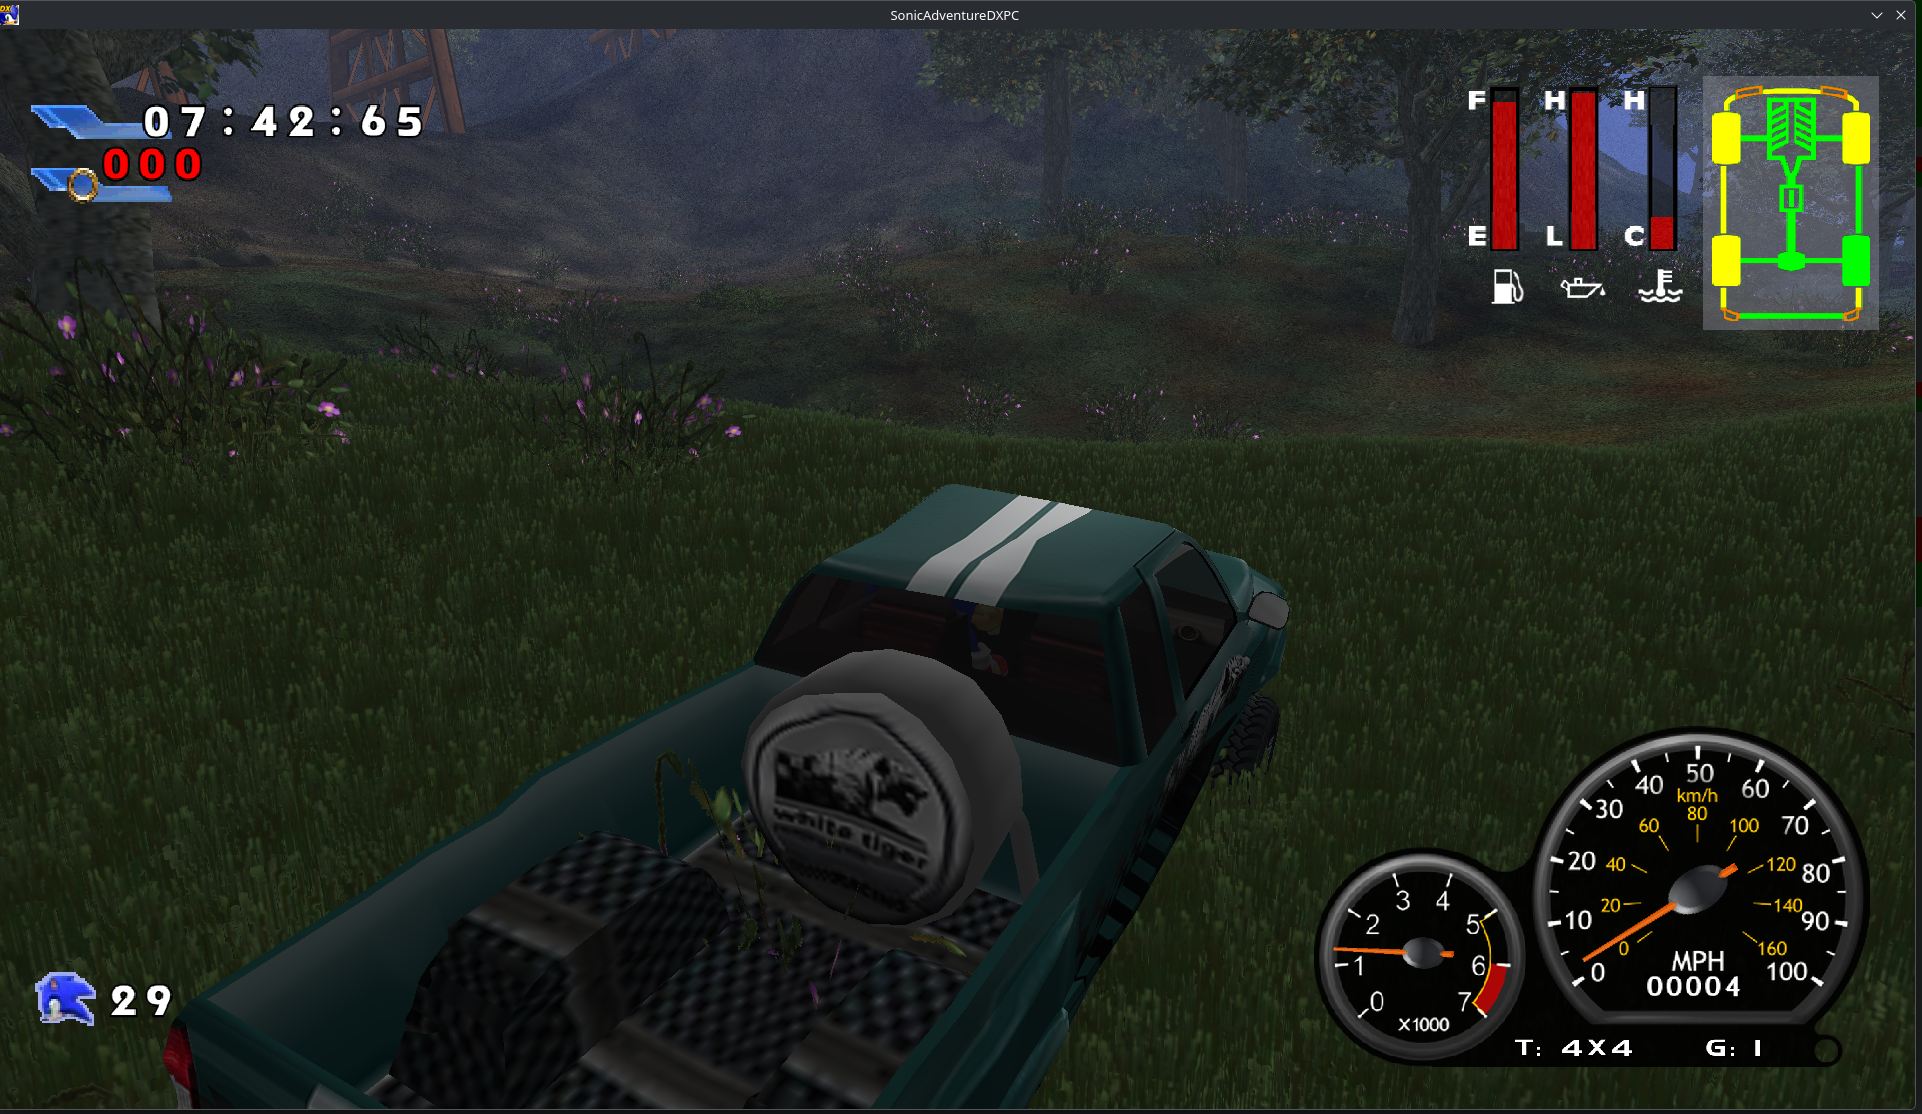 SonicAdventureDXPC
DX
07:42:65
000
F H H
E L C
white tiger
29
0 1 2 3 4 5 6 7
X1000
0 10 20 30 40 50 60 70 80 90 100
km/h
0 20 40 60 80 100 120 140 160
MPH
00004
T: 4X4 G: 1